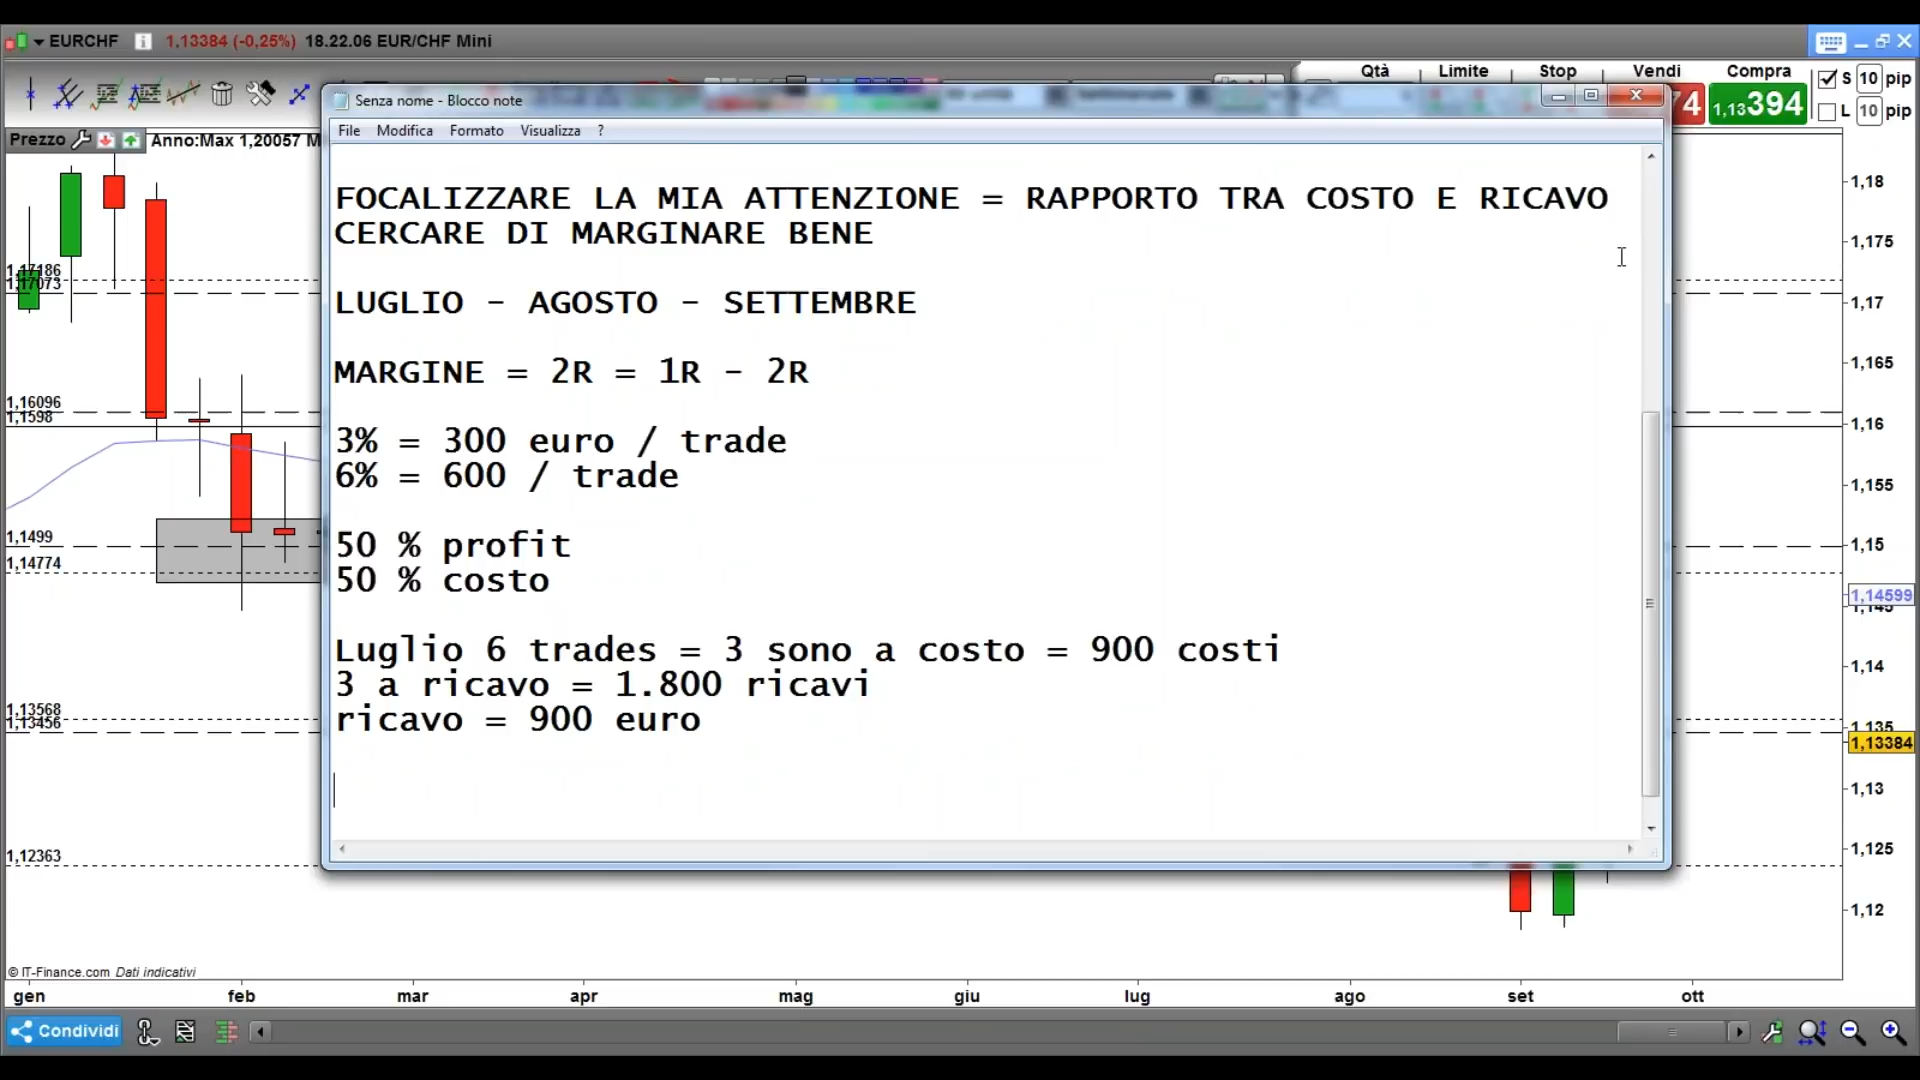 EURCHF 1,13384 (-0,25%) 18.22.06 EUR/CHF Mini
Qtà Limite Stop Vendi Compra S 10 pip
74 1,13394 L 10 pip
Senza nome - Blocco note
Prezzo Anno:Max 1,20057 M
File Modifica Formato Visualizza ?
FOCALIZZARE LA MIA ATTENZIONE = RAPPORTO TRA COSTO E RICAVO
CERCARE DI MARGINARE BENE
LUGLIO - AGOSTO - SETTEMBRE
MARGINE = 2R = 1R - 2R
3% = 300 euro / trade
6% = 600 / trade
50 % profit
50 % costo
Luglio 6 trades = 3 sono a costo = 900 costi
3 a ricavo = 1.800 ricavi
ricavo = 900 euro
1,17186
1,17073
1,16096
1,1598
1,1499
1,14774
1,13568
1,13456
1,12363
1,18
1,175
1,17
1,165
1,16
1,155
1,15
1,14599
1,145
1,14
1,135
1,13384
1,13
1,125
1,12
© IT-Finance.com Dati indicativi
gen feb mar apr mag giu lug ago set ott
Condividi